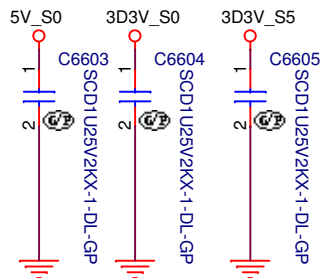 5V_S0
3D3V_S0
3D3V_S5
1
C6603
SCD1U25V2KX-1-DL-GP
2
G/P
1
C6604
SCD1U25V2KX-1-DL-GP
2
G/P
1
C6605
SCD1U25V2KX-1-DL-GP
2
G/P